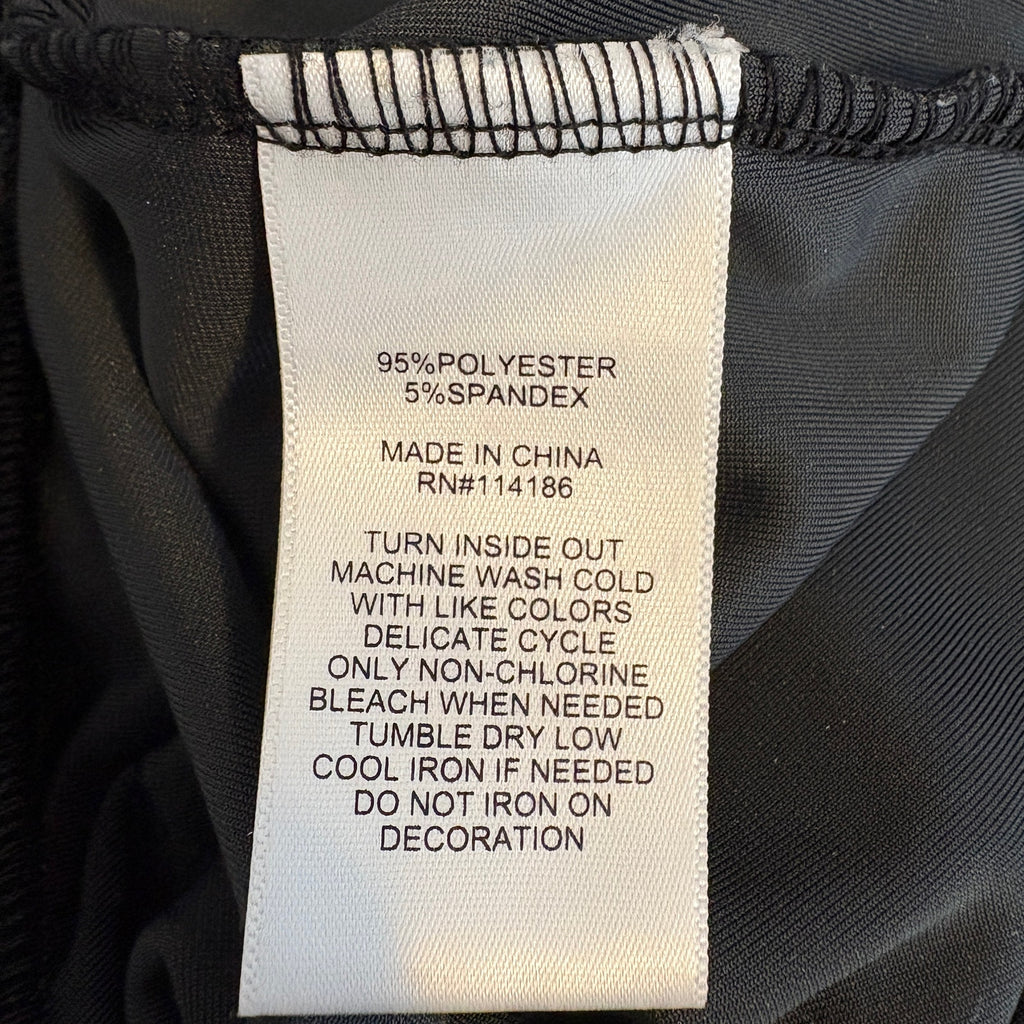 95%POLYESTER
5%SPANDEX
MADE IN CHINA
RN#114186
TURN INSIDE OUT
MACHINE WASH COLD
WITH LIKE COLORS
DELICATE CYCLE
ONLY NON-CHLORINE
BLEACH WHEN NEEDED
TUMBLE DRY LOW
COOL IRON IF NEEDED
DO NOT IRON ON
DECORATION